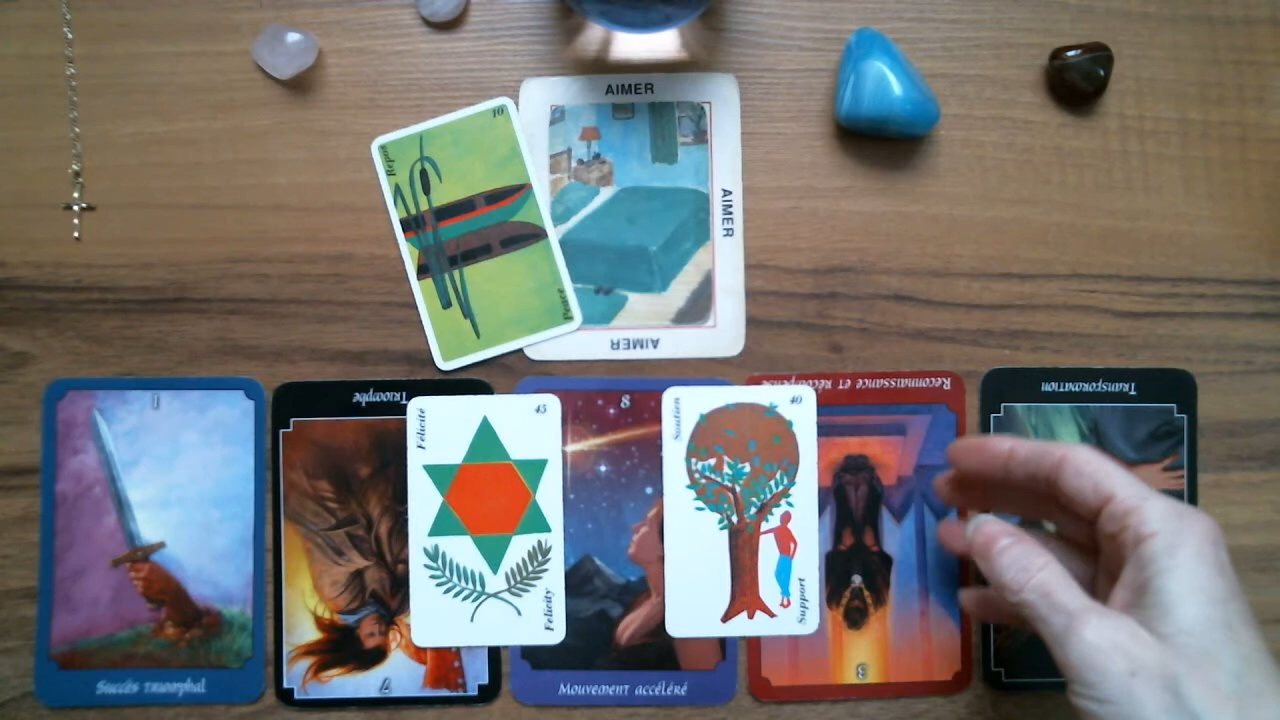 AIMER
AIMER
AIMER
10
Repos
Peace
1
Succès triomphal
Triomphe
7
45
Félicité
Felicity
8
Mouvement accéléré
40
Soutien
Support
Reconnaissance et récompense
3
Transformation